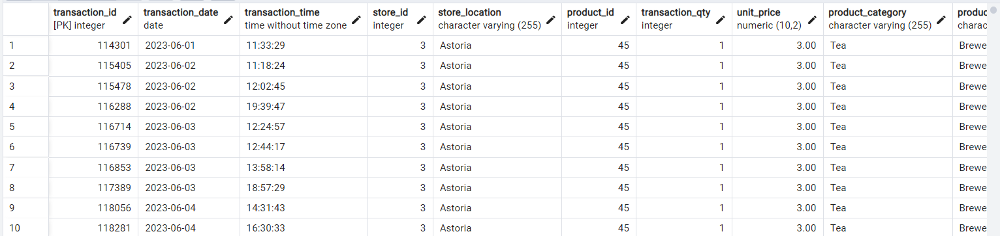 transaction_id transaction_date transaction_time store_id store_location product_id transaction_qty unit_price product_category produc
[PK] integer date time without time zone integer character varying (255) integer integer numeric (10,2) character varying (255) charac
1 114301 2023-06-01 11:33:29 3 Astoria 45 1 3.00 Tea Brewe
2 115405 2023-06-02 11:18:24 3 Astoria 45 1 3.00 Tea Brewe
3 115478 2023-06-02 12:02:45 3 Astoria 45 1 3.00 Tea Brewe
4 116288 2023-06-02 19:39:47 3 Astoria 45 1 3.00 Tea Brewe
5 116714 2023-06-03 12:24:57 3 Astoria 45 1 3.00 Tea Brewe
6 116739 2023-06-03 12:44:17 3 Astoria 45 1 3.00 Tea Brewe
7 116853 2023-06-03 13:58:14 3 Astoria 45 1 3.00 Tea Brewe
8 117389 2023-06-03 18:57:29 3 Astoria 45 1 3.00 Tea Brewe
9 118056 2023-06-04 14:31:43 3 Astoria 45 1 3.00 Tea Brewe
10 118281 2023-06-04 16:30:33 3 Astoria 45 1 3.00 Tea Brewe